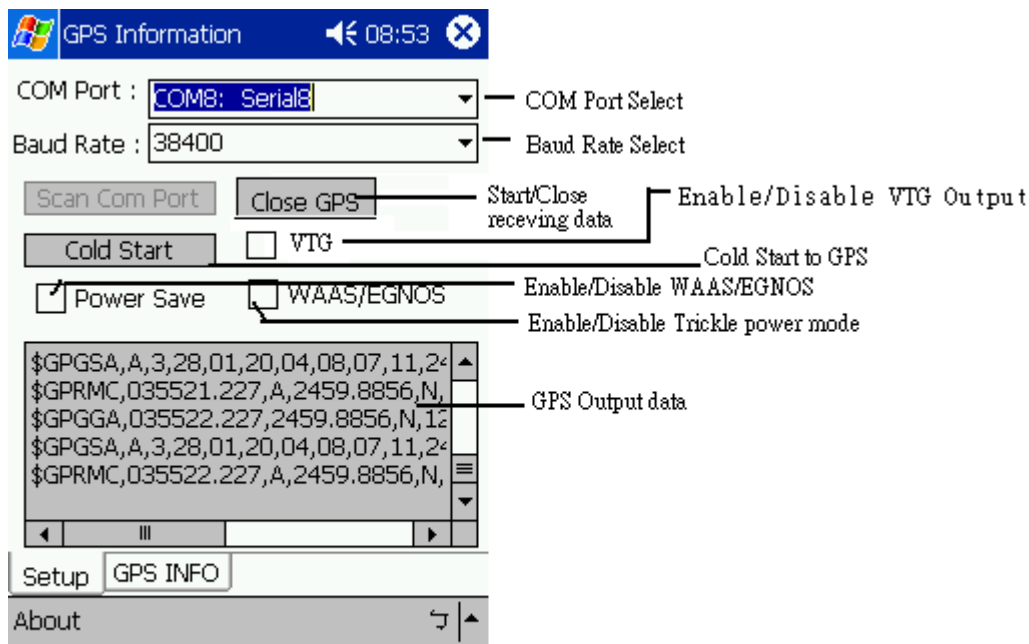 GPS Information 08:53
COM Port : COM8: Serial8 COM Port Select
Baud Rate : 38400 Baud Rate Select
Scan Com Port Close GPS Start/Close
receving data
Enable/Disable VTG Output
Cold Start VTG Cold Start to GPS
Power Save WAAS/EGNOS Enable/Disable WAAS/EGNOS
Enable/Disable Trickle power mode
$GPGSA,A,3,28,01,20,04,08,07,11,24
$GPRMC,035521.227,A,2459.8856,N,
$GPGGA,035522.227,2459.8856,N,12
$GPGSA,A,3,28,01,20,04,08,07,11,24
$GPRMC,035522.227,A,2459.8856,N,
GPS Output data
Setup GPS INFO
About